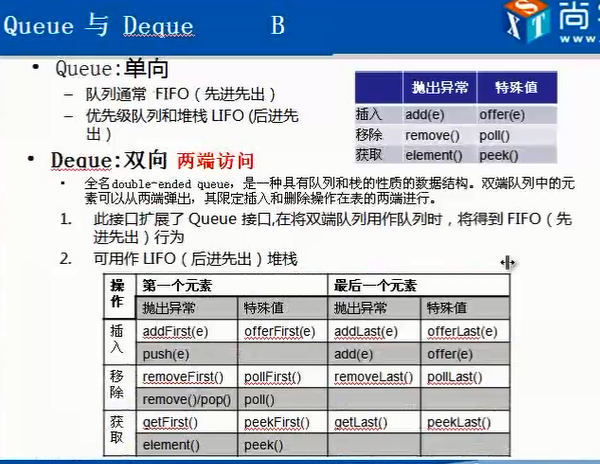 Queue 与 Deque B
尚
www.
Queue:单向
队列通常 FIFO（先进先出）
优先级队列和堆栈 LIFO (后进先
出）
抛出异常 特殊值
插入 add(e) offer(e)
移除 remove() poll()
获取 element() peek()
Deque:双向 两端访问
全名double-ended queue，是一种具有队列和栈的性质的数据结构。双端队列中的元
素可以从两端弹出，其限定插入和删除操作在表的两端进行。
1. 此接口扩展了 Queue 接口,在将双端队列用作队列时，将得到 FIFO（先
进先出）行为
2. 可用作 LIFO（后进先出）堆栈
操作 第一个元素 最后一个元素
抛出异常 特殊值 抛出异常 特殊值
插入 addFirst(e) offerFirst(e) addLast(e) offerLast(e)
push(e) add(e) offer(e)
移除 removeFirst() pollFirst() removeLast() pollLast()
remove()/pop() poll()
获取 getFirst() peekFirst() getLast() peekLast()
element() peek()